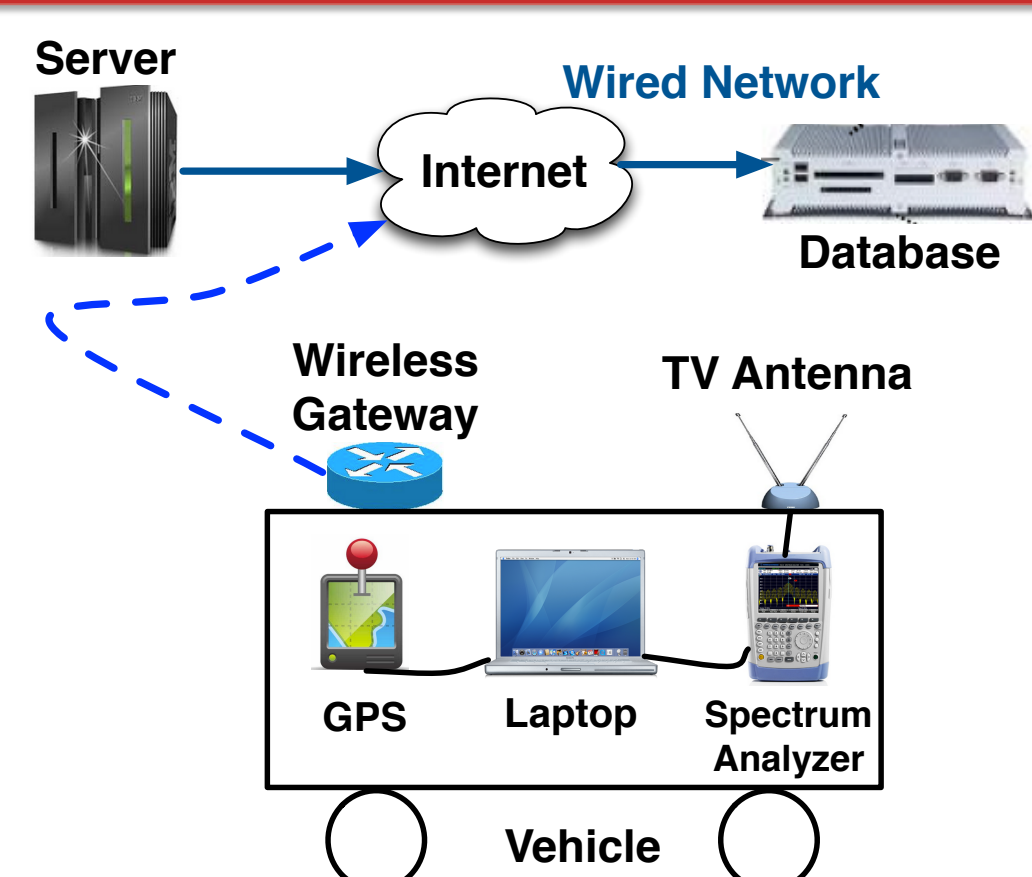 Server
Wired Network
Internet
Database
Wireless
Gateway
TV Antenna
GPS
Laptop
Spectrum
Analyzer
Vehicle